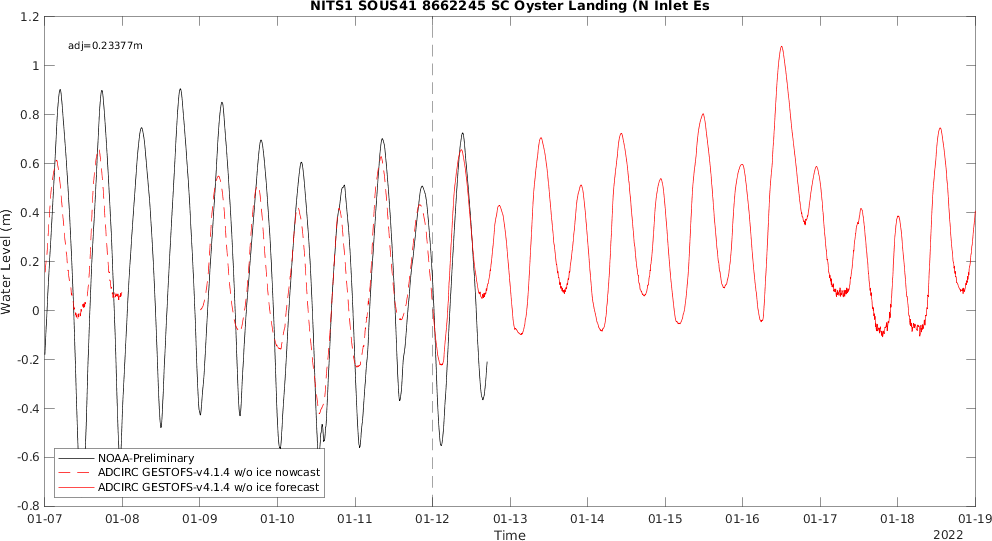 NITS1 SOUS41 8662245 SC Oyster Landing (N Inlet Es
adj=0.23377m
Water Level (m)
1.2
1
0.8
0.6
0.4
0.2
0
-0.2
-0.4
-0.6
-0.8
NOAA-Preliminary
ADCIRC GESTOFS-v4.1.4 w/o ice nowcast
ADCIRC GESTOFS-v4.1.4 w/o ice forecast
01-07 01-08 01-09 01-10 01-11 01-12 01-13 01-14 01-15 01-16 01-17 01-18 01-19
Time
2022